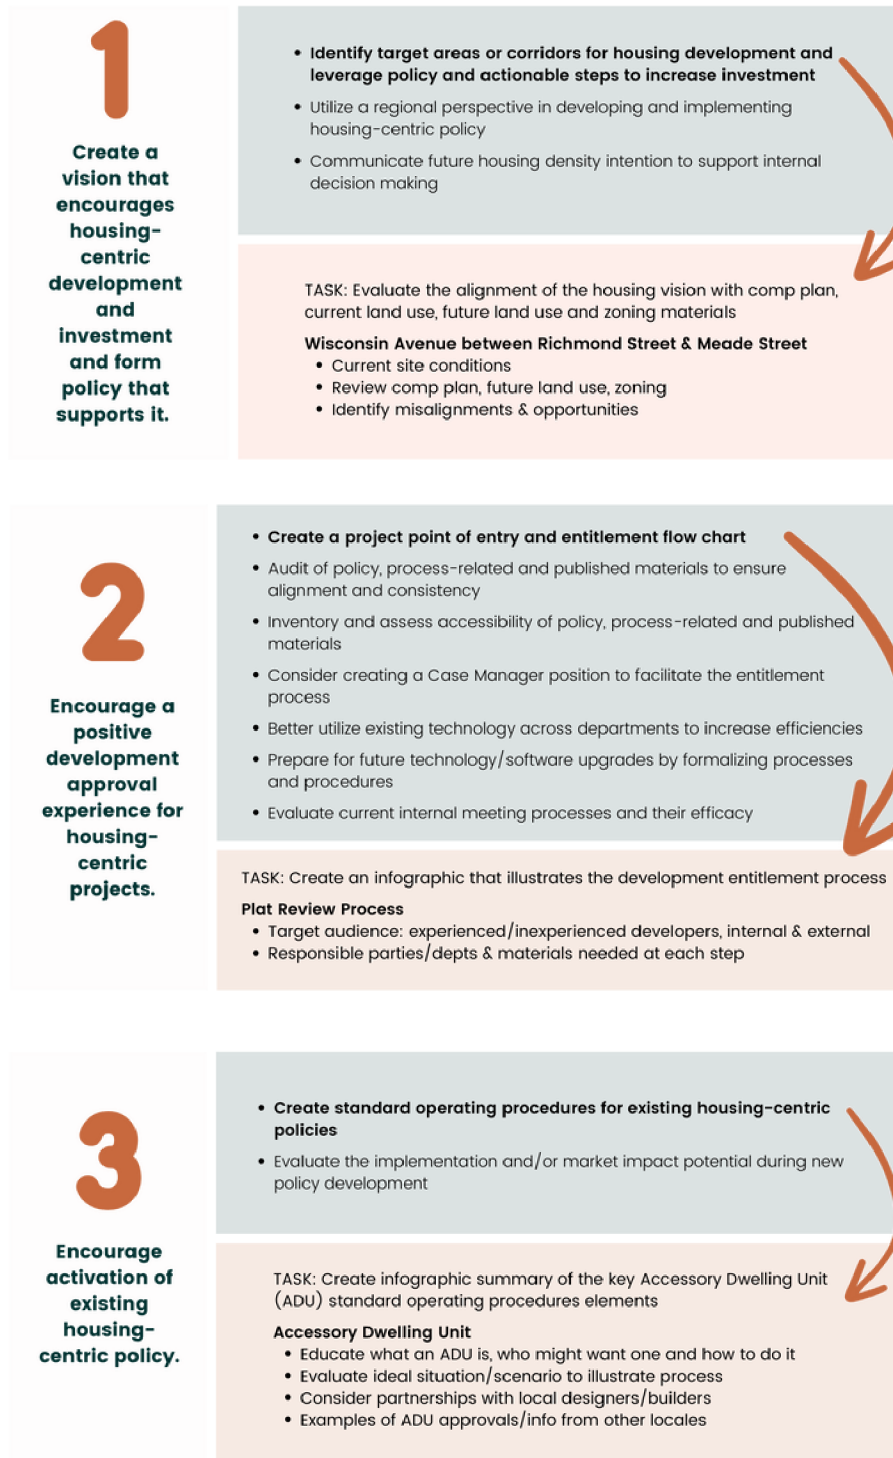 1
Create a
vision that
encourages
housing-
centric
development
and
investment
and form
policy that
supports it.
• Identify target areas or corridors for housing development and
leverage policy and actionable steps to increase investment
• Utilize a regional perspective in developing and implementing
housing-centric policy
• Communicate future housing density intention to support internal
decision making
TASK: Evaluate the alignment of the housing vision with comp plan,
current land use, future land use and zoning materials
Wisconsin Avenue between Richmond Street & Meade Street
• Current site conditions
• Review comp plan, future land use, zoning
• Identify misalignments & opportunities
2
Encourage a
positive
development
approval
experience for
housing-
centric
projects.
• Create a project point of entry and entitlement flow chart
• Audit of policy, process-related and published materials to ensure
alignment and consistency
• Inventory and assess accessibility of policy, process-related and published
materials
• Consider creating a Case Manager position to facilitate the entitlement
process
• Better utilize existing technology across departments to increase efficiencies
• Prepare for future technology/software upgrades by formalizing processes
and procedures
• Evaluate current internal meeting processes and their efficacy
TASK: Create an infographic that illustrates the development entitlement process
Plat Review Process
• Target audience: experienced/inexperienced developers, internal & external
• Responsible parties/depts & materials needed at each step
3
Encourage
activation of
existing
housing-
centric policy.
• Create standard operating procedures for existing housing-centric
policies
• Evaluate the implementation and/or market impact potential during new
policy development
TASK: Create infographic summary of the key Accessory Dwelling Unit
(ADU) standard operating procedures elements
Accessory Dwelling Unit
• Educate what an ADU is, who might want one and how to do it
• Evaluate ideal situation/scenario to illustrate process
• Consider partnerships with local designers/builders
• Examples of ADU approvals/info from other locales